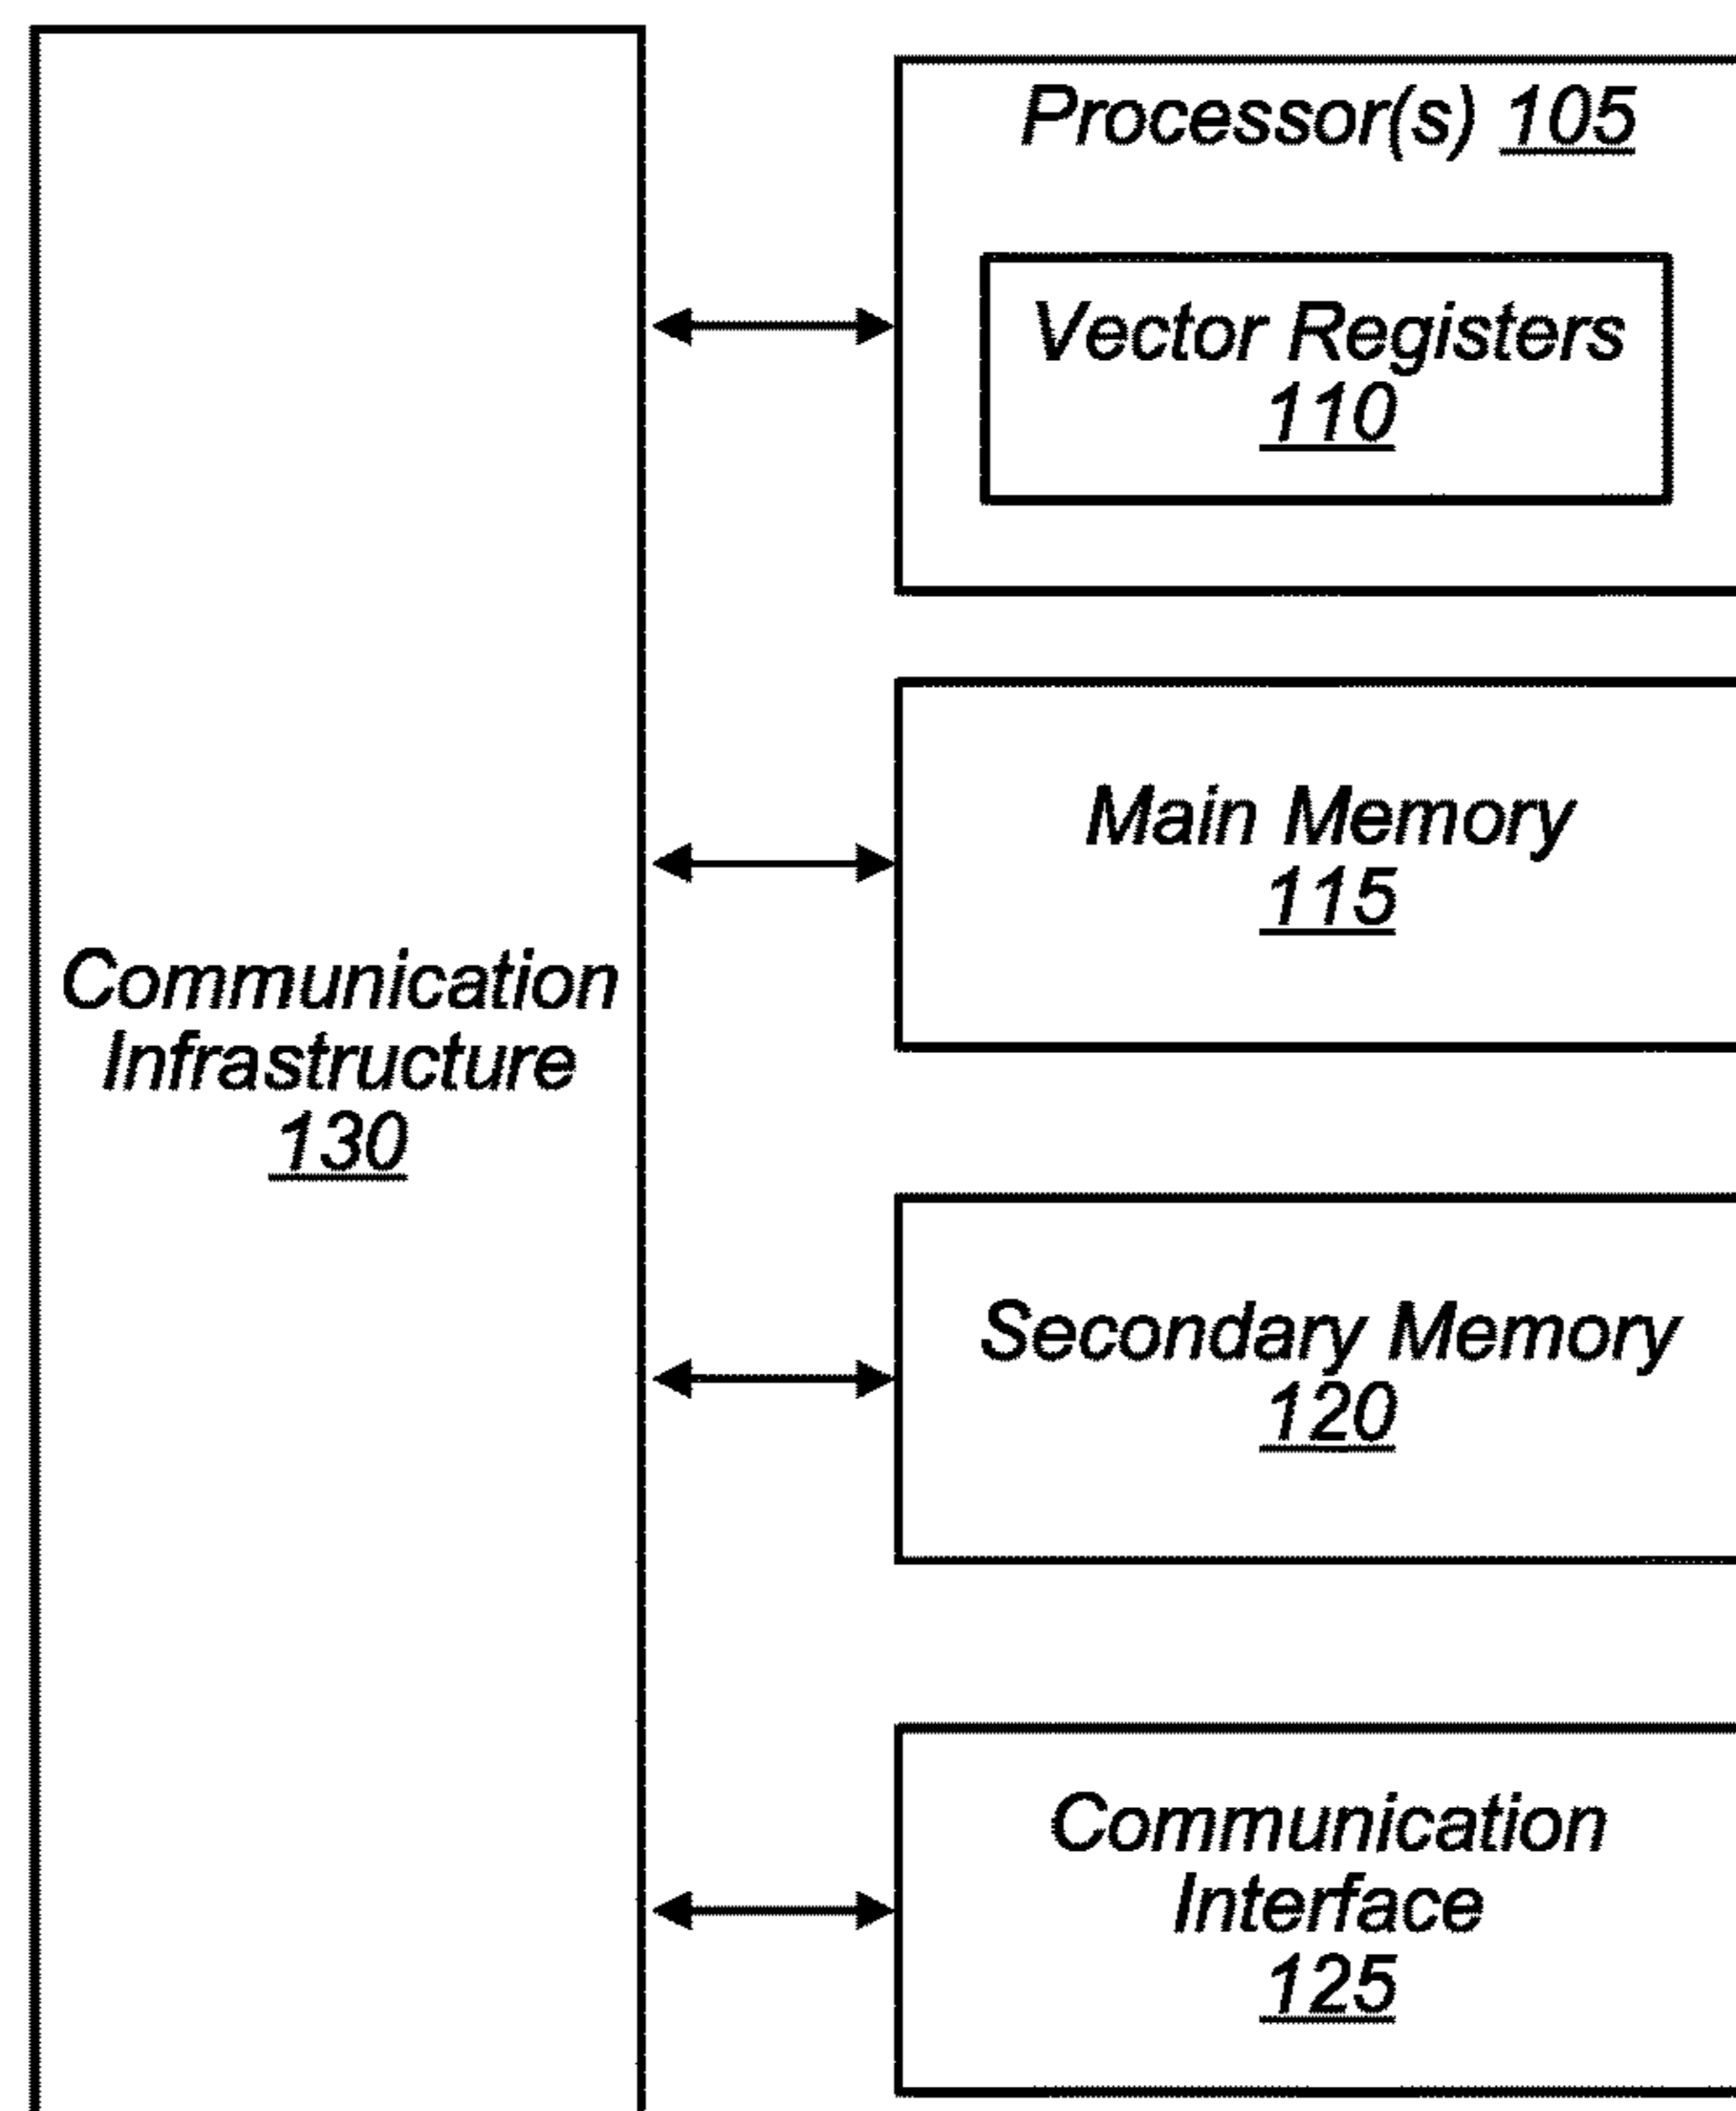 Processor(s) 105
Vector Registers
110
Main Memory
115
Communication
Infrastructure
130
Secondary Memory
120
Communication
Interface
125